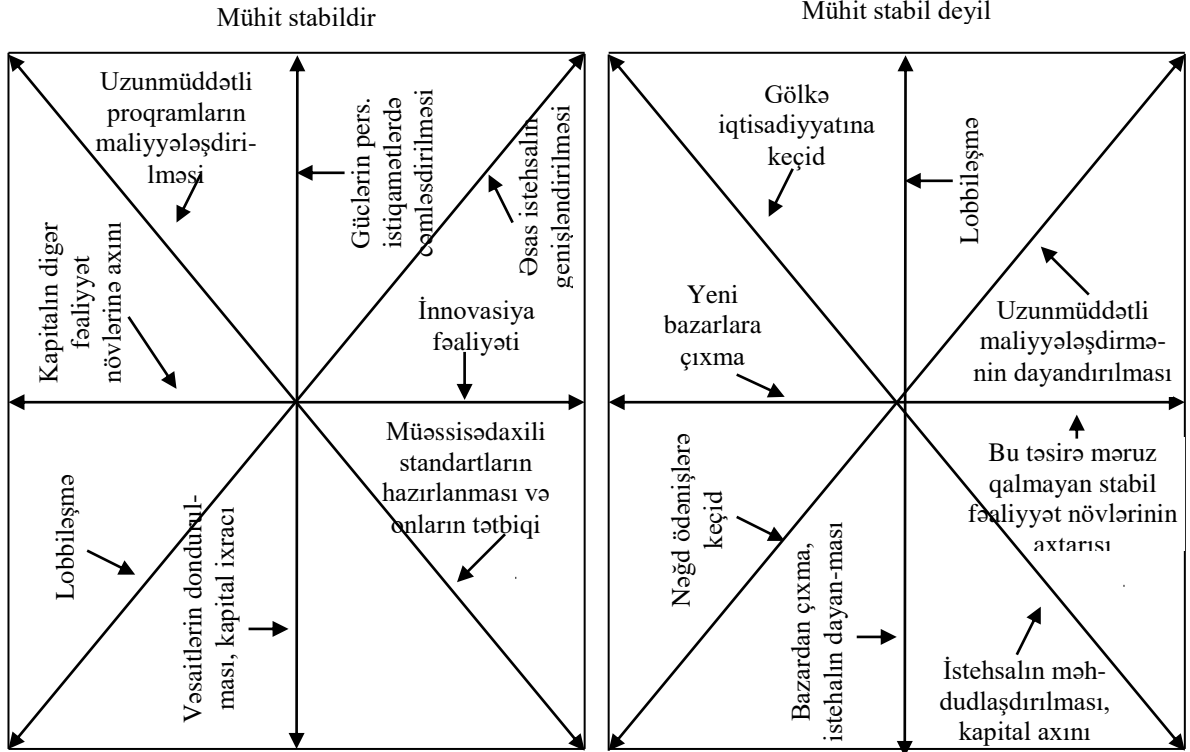 Mühit stabildir
Uzunmüddətli
proqramların
maliyyələşdiri-
lməsi
Güclərin pers.
istiqamətlərdə
cəmləsdirilməsi
Əsas istehsalın
genişləndirilməsi
Kapitalın digər
fəaliyyət
növlərinə axını
İnnovasiya
fəaliyəti
Müəssisədaxili
standartların
hazırlanması və
onların tətbiqi
Lobbiləşmə
Vəsaitlərin dondurul-
ması, kapital ixracı
Mühit stabil deyil
Gölkə
iqtisadiyyatına
keçid
Lobbiləşmə
Yeni
bazarlara
çıxma
Uzunmüddətli
maliyyələşdirmə-
nin dayandırılması
Bu təsirə məruz
qalmayan stabil
fəaliyyət növlərinin
axtarışı
Nəğd ödənişlərə
keçid
Bazardan çıxma,
istehalın dayan-ması
İstehsalın məh-
dudlaşdırılması,
kapital axını